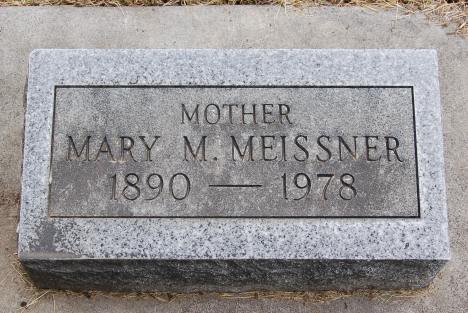 MOTHER
MARY M. MEISSNER
1890 — 1978